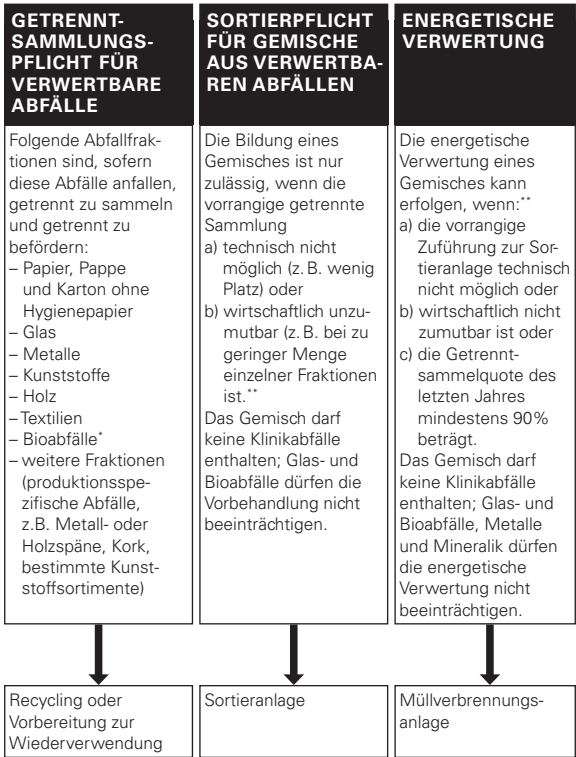 GETRENNT-
SAMMLUNGS-
PFLICHT FÜR
VERWERTBARE
ABFÄLLE
Folgende Abfallfrak-
tionen sind, sofern
diese Abfälle anfallen,
getrennt zu sammeln
und getrennt zu
befördern:
– Papier, Pappe
und Karton ohne
Hygienepapier
– Glas
– Metalle
– Kunststoffe
– Holz
– Textilien
– Bioabfälle*
– weitere Fraktionen
(produktionsspe-
zifische Abfälle,
z.B. Metall- oder
Holzspäne, Kork,
bestimmte Kunst-
stoffsortimente)
Recycling oder
Vorbereitung zur
Wiederverwendung
SORTIERPFLICHT
FÜR GEMISCHE
AUS VERWERTBA-
REN ABFÄLLEN
Die Bildung eines
Gemisches ist nur
zulässig, wenn die
vorrangige getrennte
Sammlung
a) technisch nicht
möglich (z. B. wenig
Platz) oder
b) wirtschaftlich unzu-
mutbar (z. B. bei zu
geringer Menge
einzelner Fraktionen
ist.**
Das Gemisch darf
keine Klinikabfälle
enthalten; Glas- und
Bioabfälle dürfen die
Vorbehandlung nicht
beeinträchtigen.
Sortieranlage
ENERGETISCHE
VERWERTUNG
Die energetische
Verwertung eines
Gemisches kann
erfolgen, wenn:**
a) die vorrangige
Zuführung zur Sor-
tieranlage technisch
nicht möglich oder
b) wirtschaftlich nicht
zumutbar ist oder
c) die Getrennt-
sammelquote des
letzten Jahres
mindestens 90%
beträgt.
Das Gemisch darf
keine Klinikabfälle
enthalten; Glas- und
Bioabfälle, Metalle
und Mineralik dürfen
die energetische
Verwertung nicht
beeinträchtigen.
Müllverbrennungs-
anlage